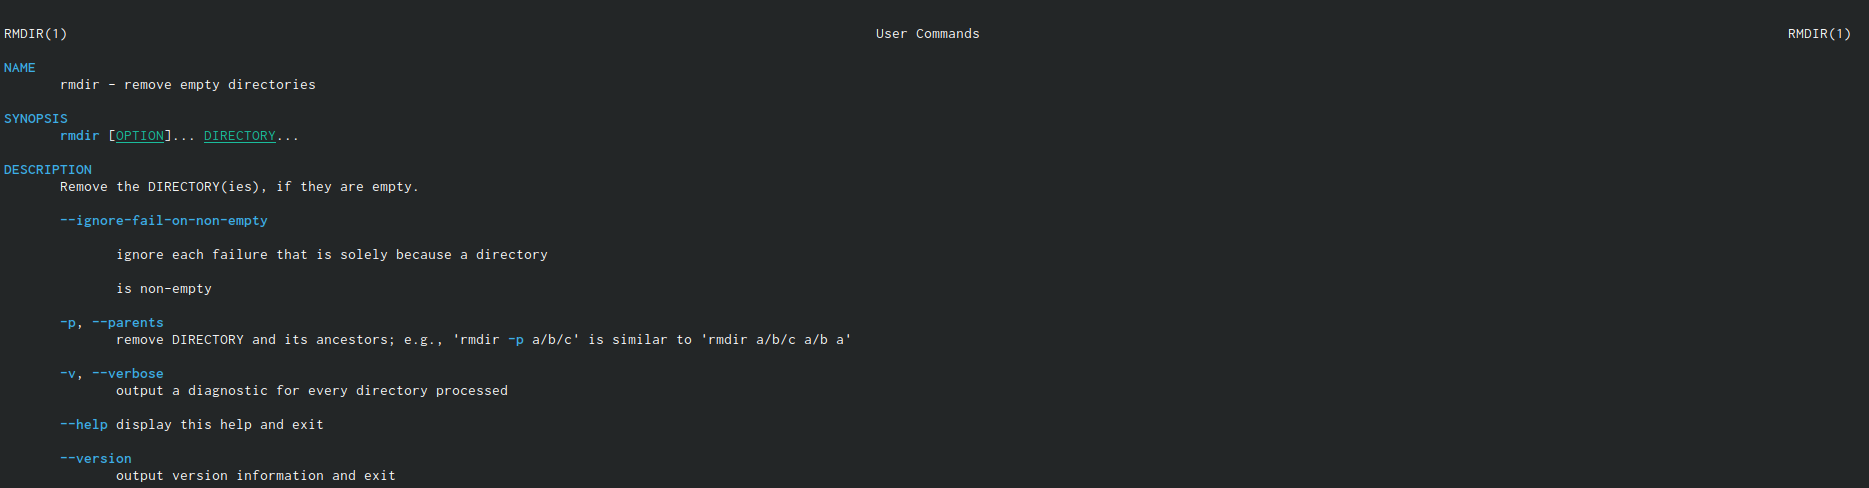 RMDIR(1) User Commands RMDIR(1)
NAME
rmdir - remove empty directories
SYNOPSIS
rmdir [OPTION]... DIRECTORY...
DESCRIPTION
Remove the DIRECTORY(ies), if they are empty.
--ignore-fail-on-non-empty
ignore each failure that is solely because a directory
is non-empty
-p, --parents
remove DIRECTORY and its ancestors; e.g., 'rmdir -p a/b/c' is similar to 'rmdir a/b/c a/b a'
-v, --verbose
output a diagnostic for every directory processed
--help display this help and exit
--version
output version information and exit